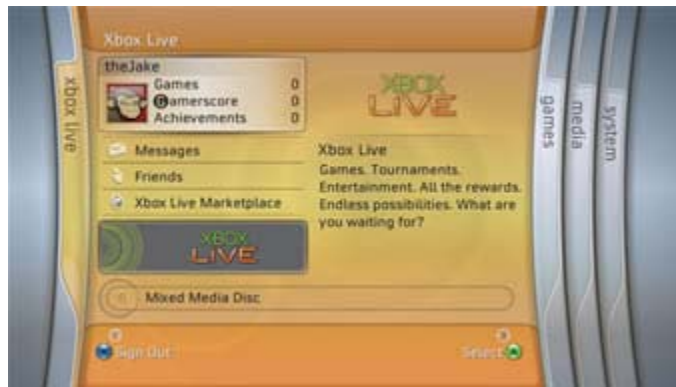 Xbox Live
theJake
Games 0
Gamerscore 0
Achievements 0
Messages
Friends
Xbox Live Marketplace
XBOX
LIVE
Mixed Media Disc
Sign Out
XBOX
LIVE
Xbox Live
Games. Tournaments.
Entertainment. All the rewards.
Endless possibilities. What are
you waiting for?
Select
xbox live
games
media
system